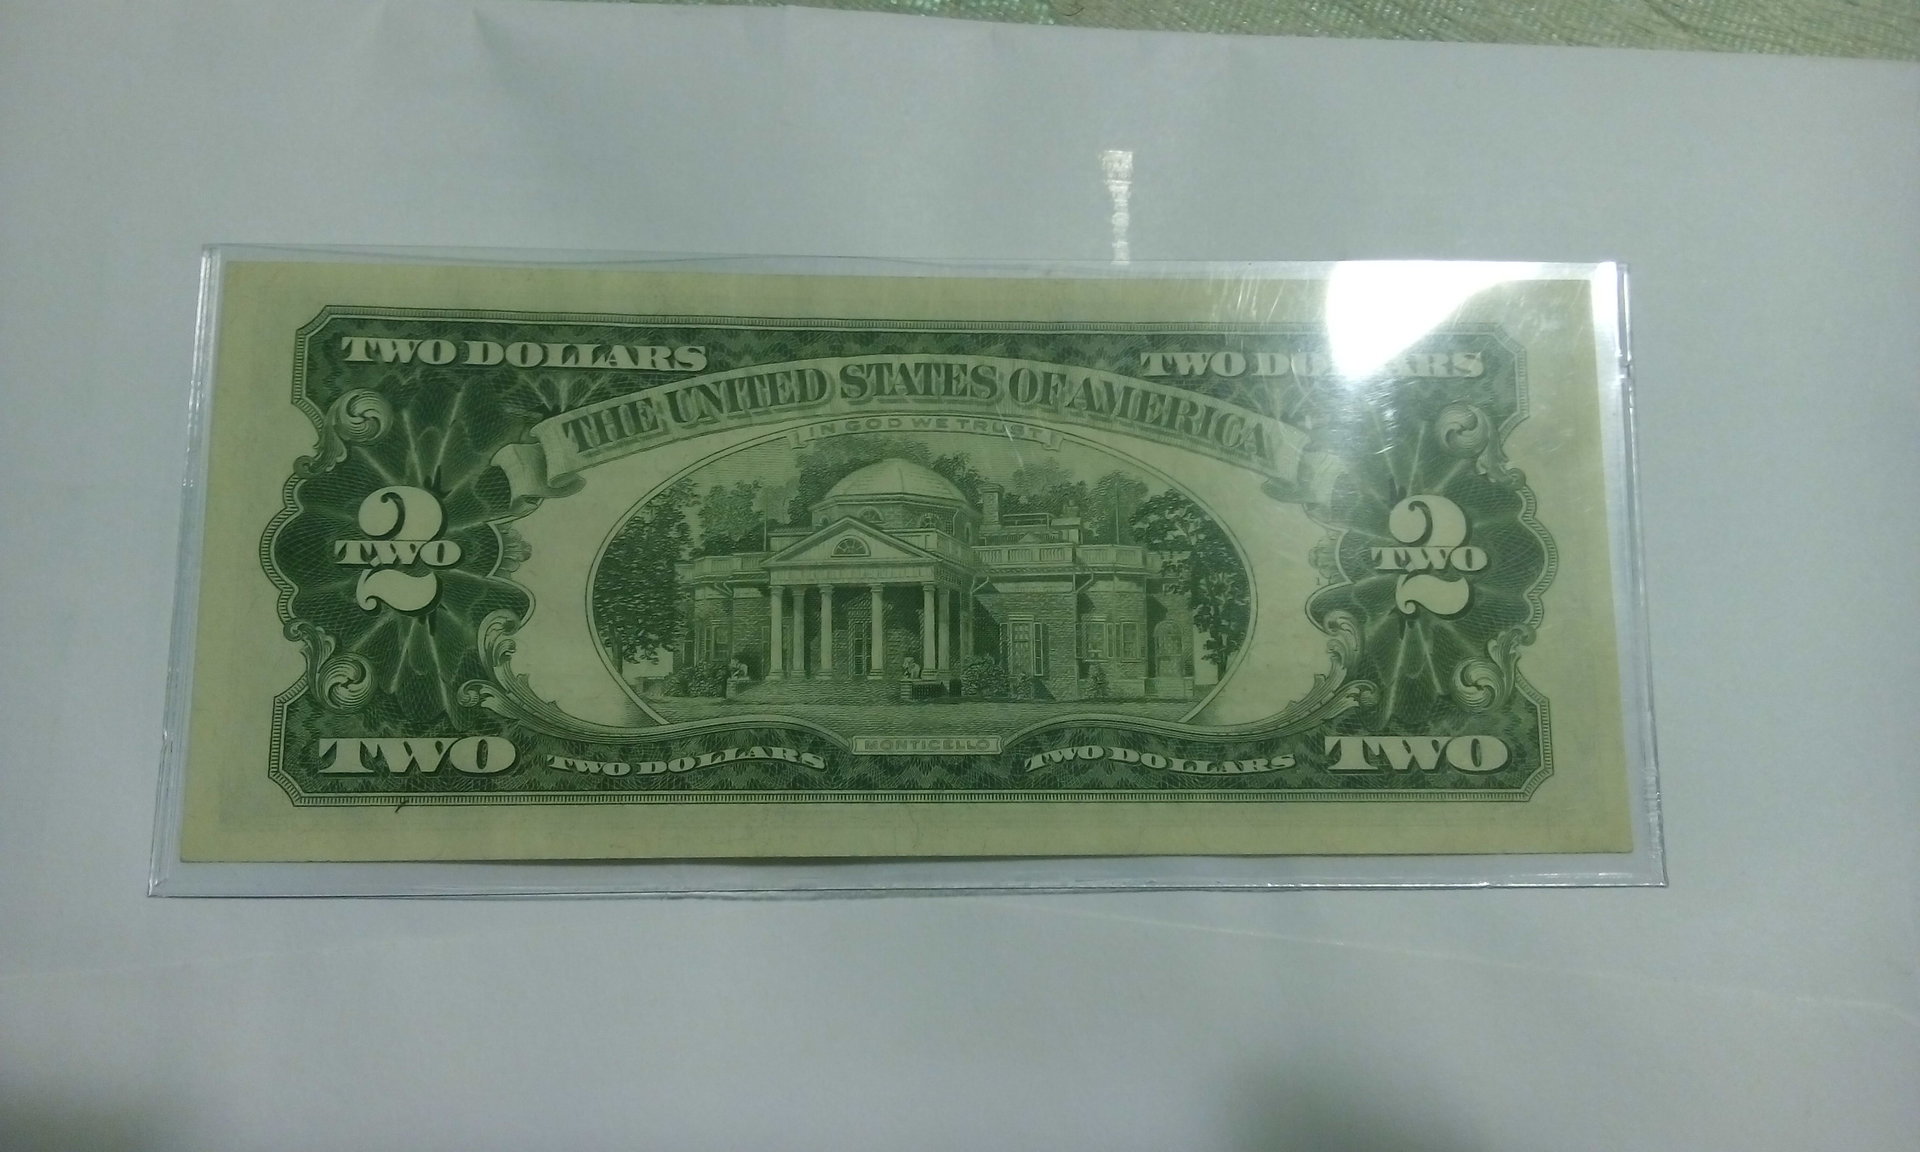 TWO DOLLARS TWO DOLLARS
THE UNITED STATES OF AMERICA
IN GOD WE TRUST
2 2
TWO TWO
MONTICELLO
TWO TWO DOLLARS TWO DOLLARS TWO